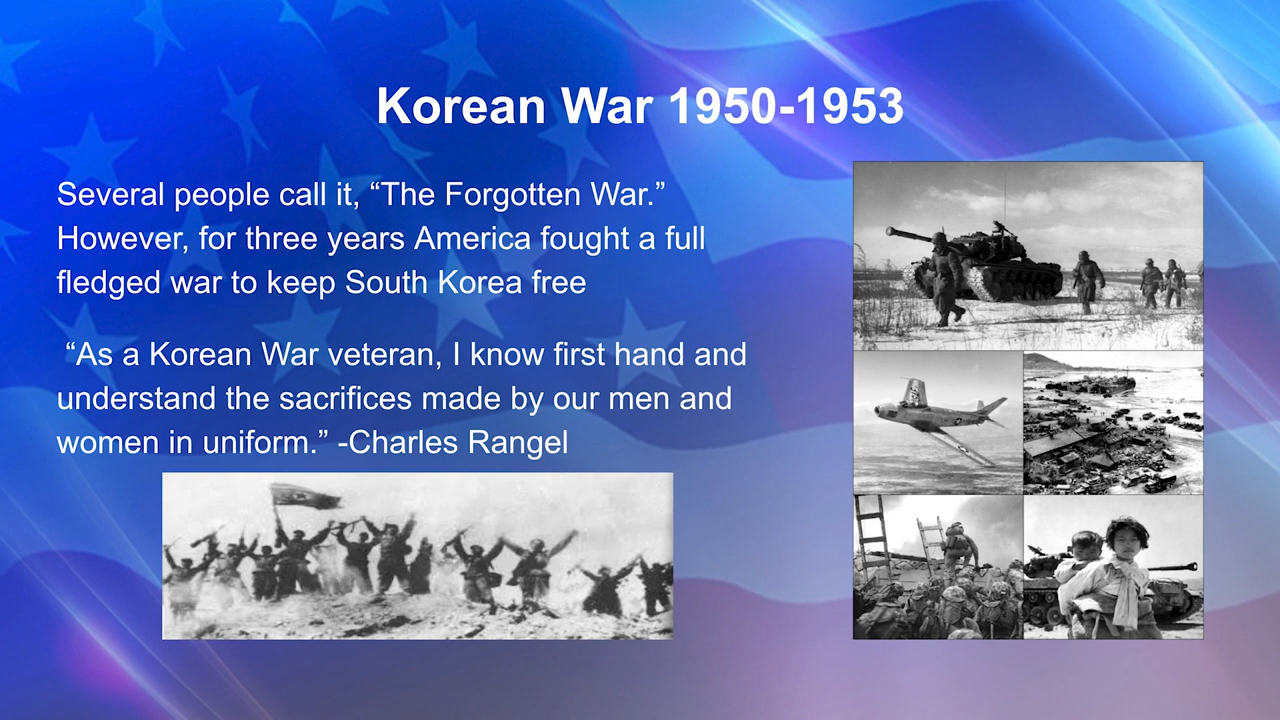 Korean War 1950-1953
Several people call it, “The Forgotten War.”
However, for three years America fought a full
fledged war to keep South Korea free
“As a Korean War veteran, I know first hand and
understand the sacrifices made by our men and
women in uniform.” -Charles Rangel